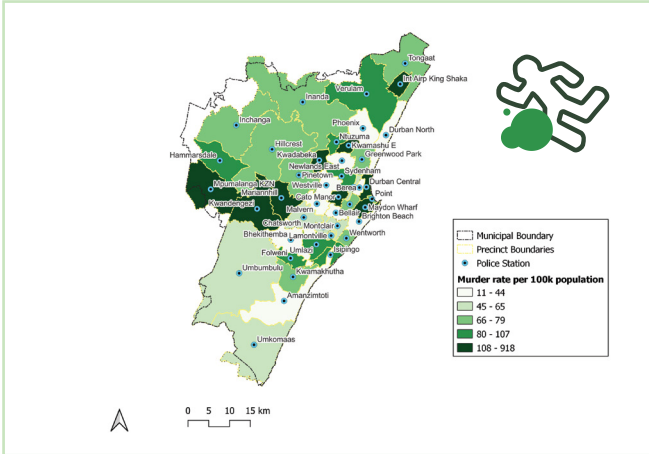 Tongaat
Int Airp King Shaka
Verulam
Inanda
Phoenix
Inchanga
Durban North
Ntuzuma
Kwamashu E
Hillcrest
Kwadabeka
Greenwood Park
Hammarsdale
Newlands East
Sydenham
Pinetown
Mpumalanga KZN
Westville
Berea
Durban Central
Mariannhill
Cato Manor
Point
Kwandengezi
Malvern
Maydon Wharf
Bellair
Chatsworth
Brighton Beach
Montclair
Bhekithemba
Lamontville
Wentworth
Umlazi
Folweni
Isipingo
Umbumbulu
Kwamakhutha
Amanzimtoti
Umkomaas
Municipal Boundary
Precinct Boundaries
Police Station
Murder rate per 100k population
11 - 44
45 - 65
66 - 79
80 - 107
108 - 918
0 5 10 15 km